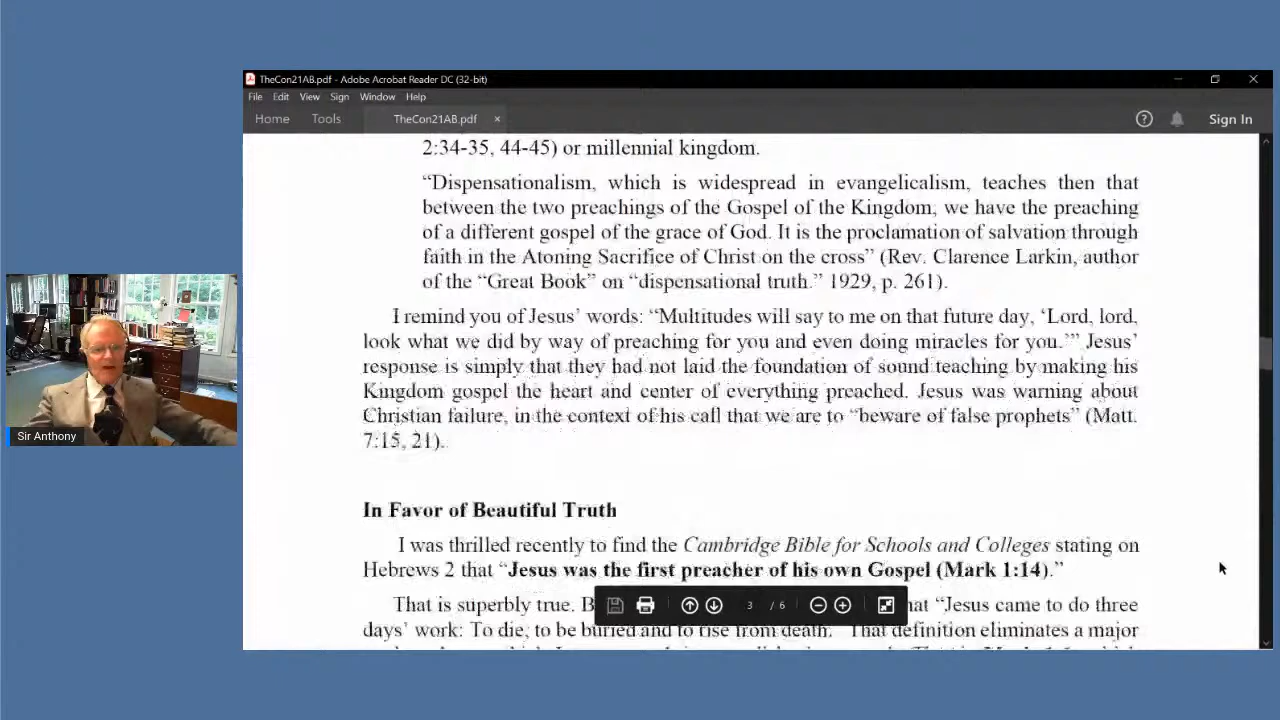 TheCon21AB.pdf - Adobe Acrobat Reader DC (32-bit)
File Edit View Sign Window Help
Home Tools TheCon21AB.pdf × Sign In
2:34-35, 44-45) or millennial kingdom.
“Dispensationalism, which is widespread in evangelicalism, teaches then that
between the two preachings of the Gospel of the Kingdom, we have the preaching
of a different gospel of the grace of God. It is the proclamation of salvation through
faith in the Atoning Sacrifice of Christ on the cross” (Rev. Clarence Larkin, author
of the “Great Book” on “dispensational truth.” 1929, p. 261).
I remind you of Jesus’ words: “Multitudes will say to me on that future day, ‘Lord, lord,
look what we did by way of preaching for you and even doing miracles for you.’” Jesus’
response is simply that they had not laid the foundation of sound teaching by making his
Kingdom gospel the heart and center of everything preached. Jesus was warning about
Christian failure, in the context of his call that we are to “beware of false prophets” (Matt.
7:15, 21).
Sir Anthony
In Favor of Beautiful Truth
I was thrilled recently to find the Cambridge Bible for Schools and Colleges stating on
Hebrews 2 that “Jesus was the first preacher of his own Gospel (Mark 1:14).”
That is superbly true. that “Jesus came to do three
3 / 6
days’ work: To die, to be buried and to rise from death.” That definition eliminates a major